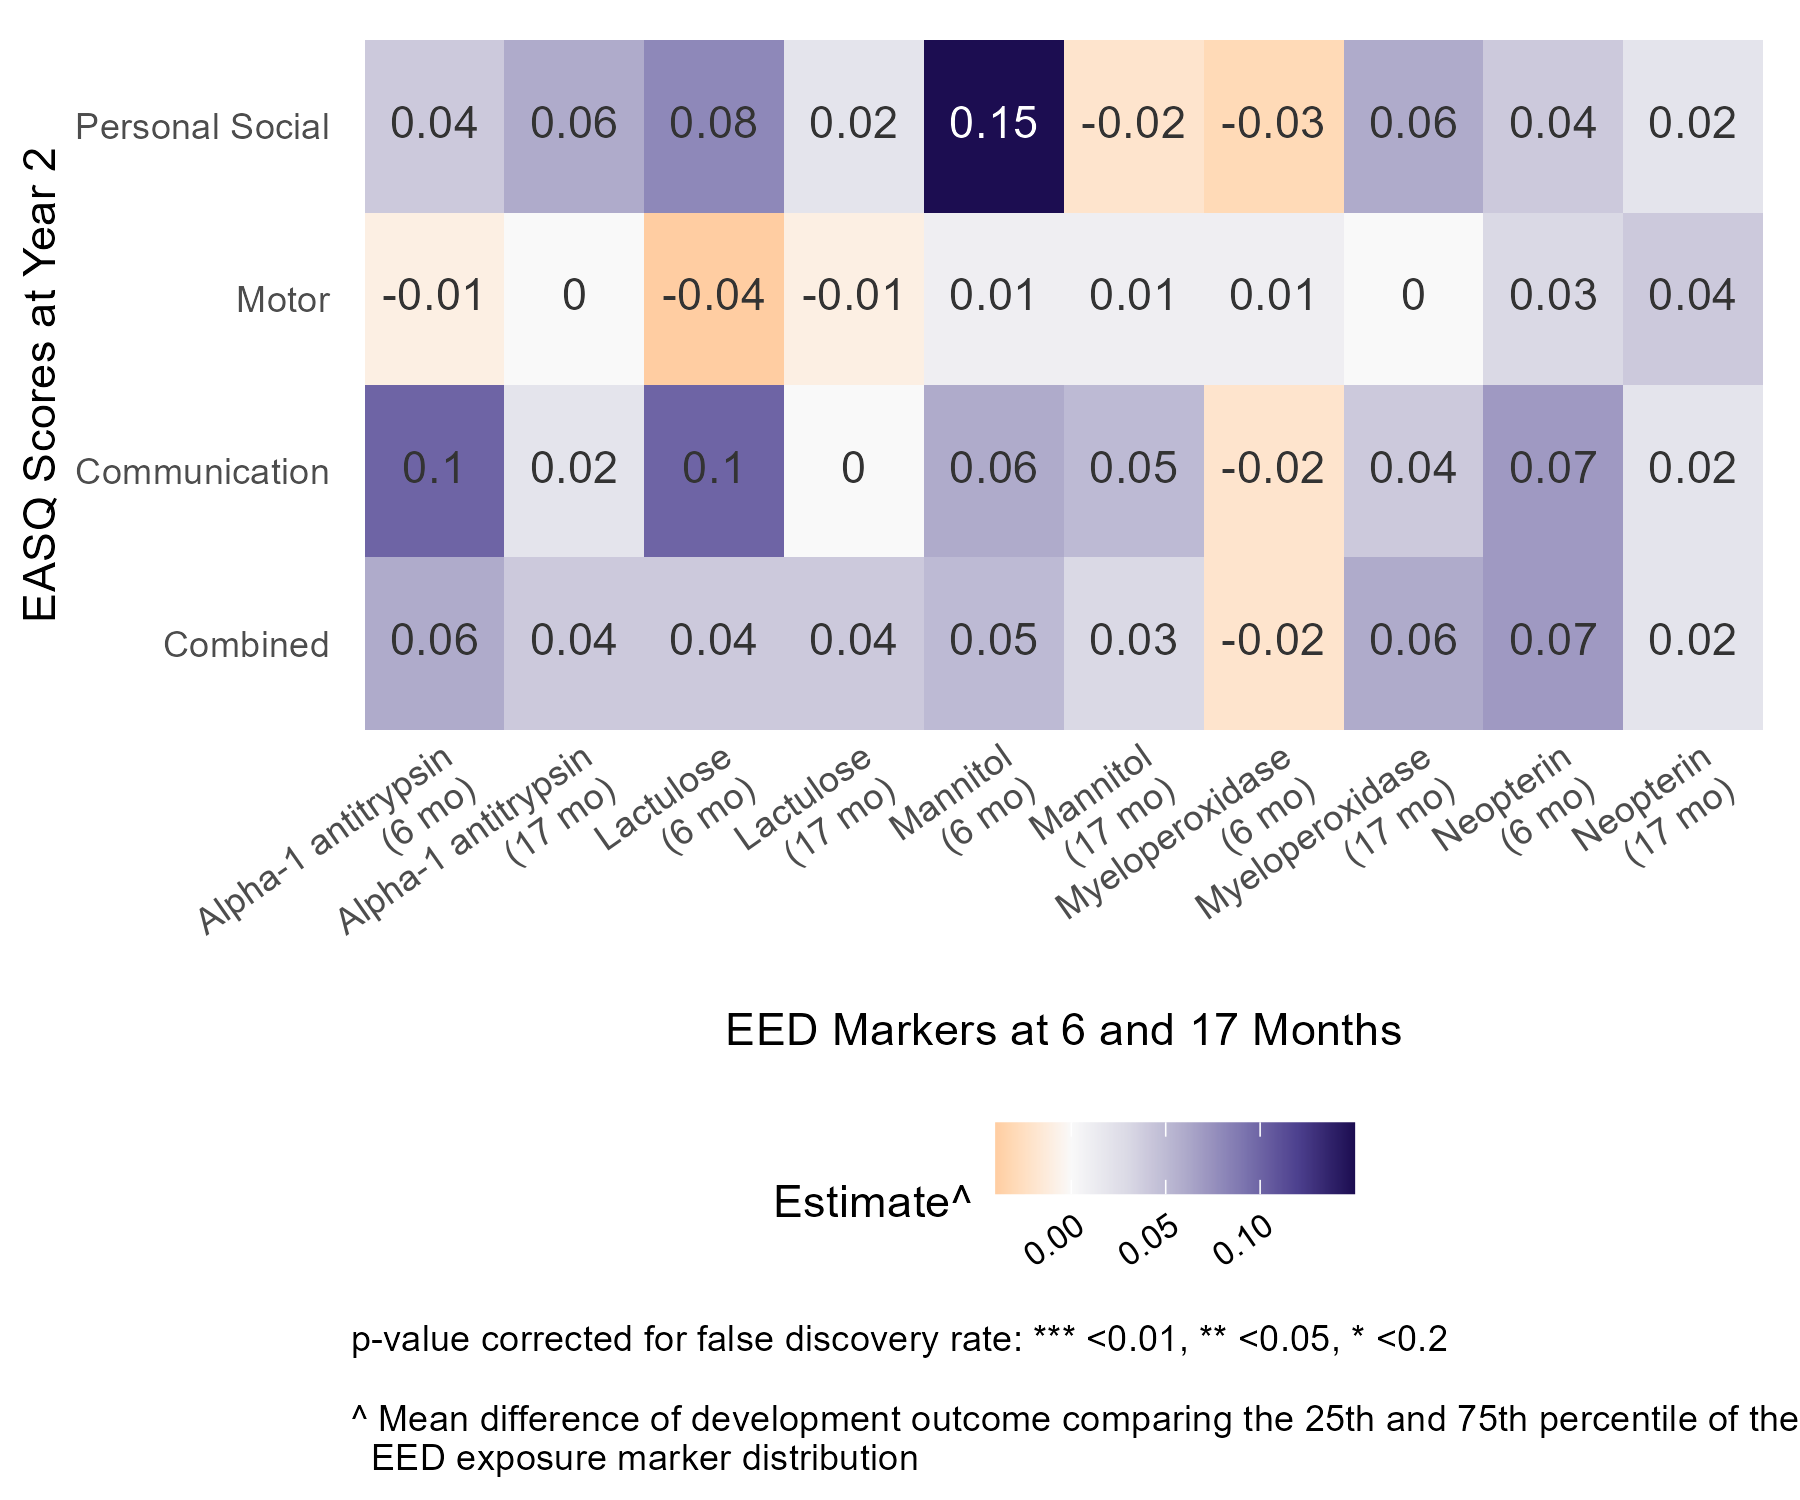 EASQ Scores at Year 2
Personal Social 0.04 0.06 0.08 0.02 0.15 -0.02 -0.03 0.06 0.04 0.02
Motor -0.01 0 -0.04 -0.01 0.01 0.01 0.01 0 0.03 0.04
Communication 0.1 0.02 0.1 0 0.06 0.05 -0.02 0.04 0.07 0.02
Combined 0.06 0.04 0.04 0.04 0.05 0.03 -0.02 0.06 0.07 0.02
Alpha-1 antitrypsin
(6 mo)
Alpha-1 antitrypsin
(17 mo)
Lactulose
(6 mo)
Lactulose
(17 mo)
Mannitol
(6 mo)
Mannitol
(17 mo)
Myeloperoxidase
(6 mo)
Myeloperoxidase
(17 mo)
Neopterin
(6 mo)
Neopterin
(17 mo)
EED Markers at 6 and 17 Months
Estimate^
0.00 0.05 0.10
p-value corrected for false discovery rate: *** <0.01, ** <0.05, * <0.2
^ Mean difference of development outcome comparing the 25th and 75th percentile of the
EED exposure marker distribution